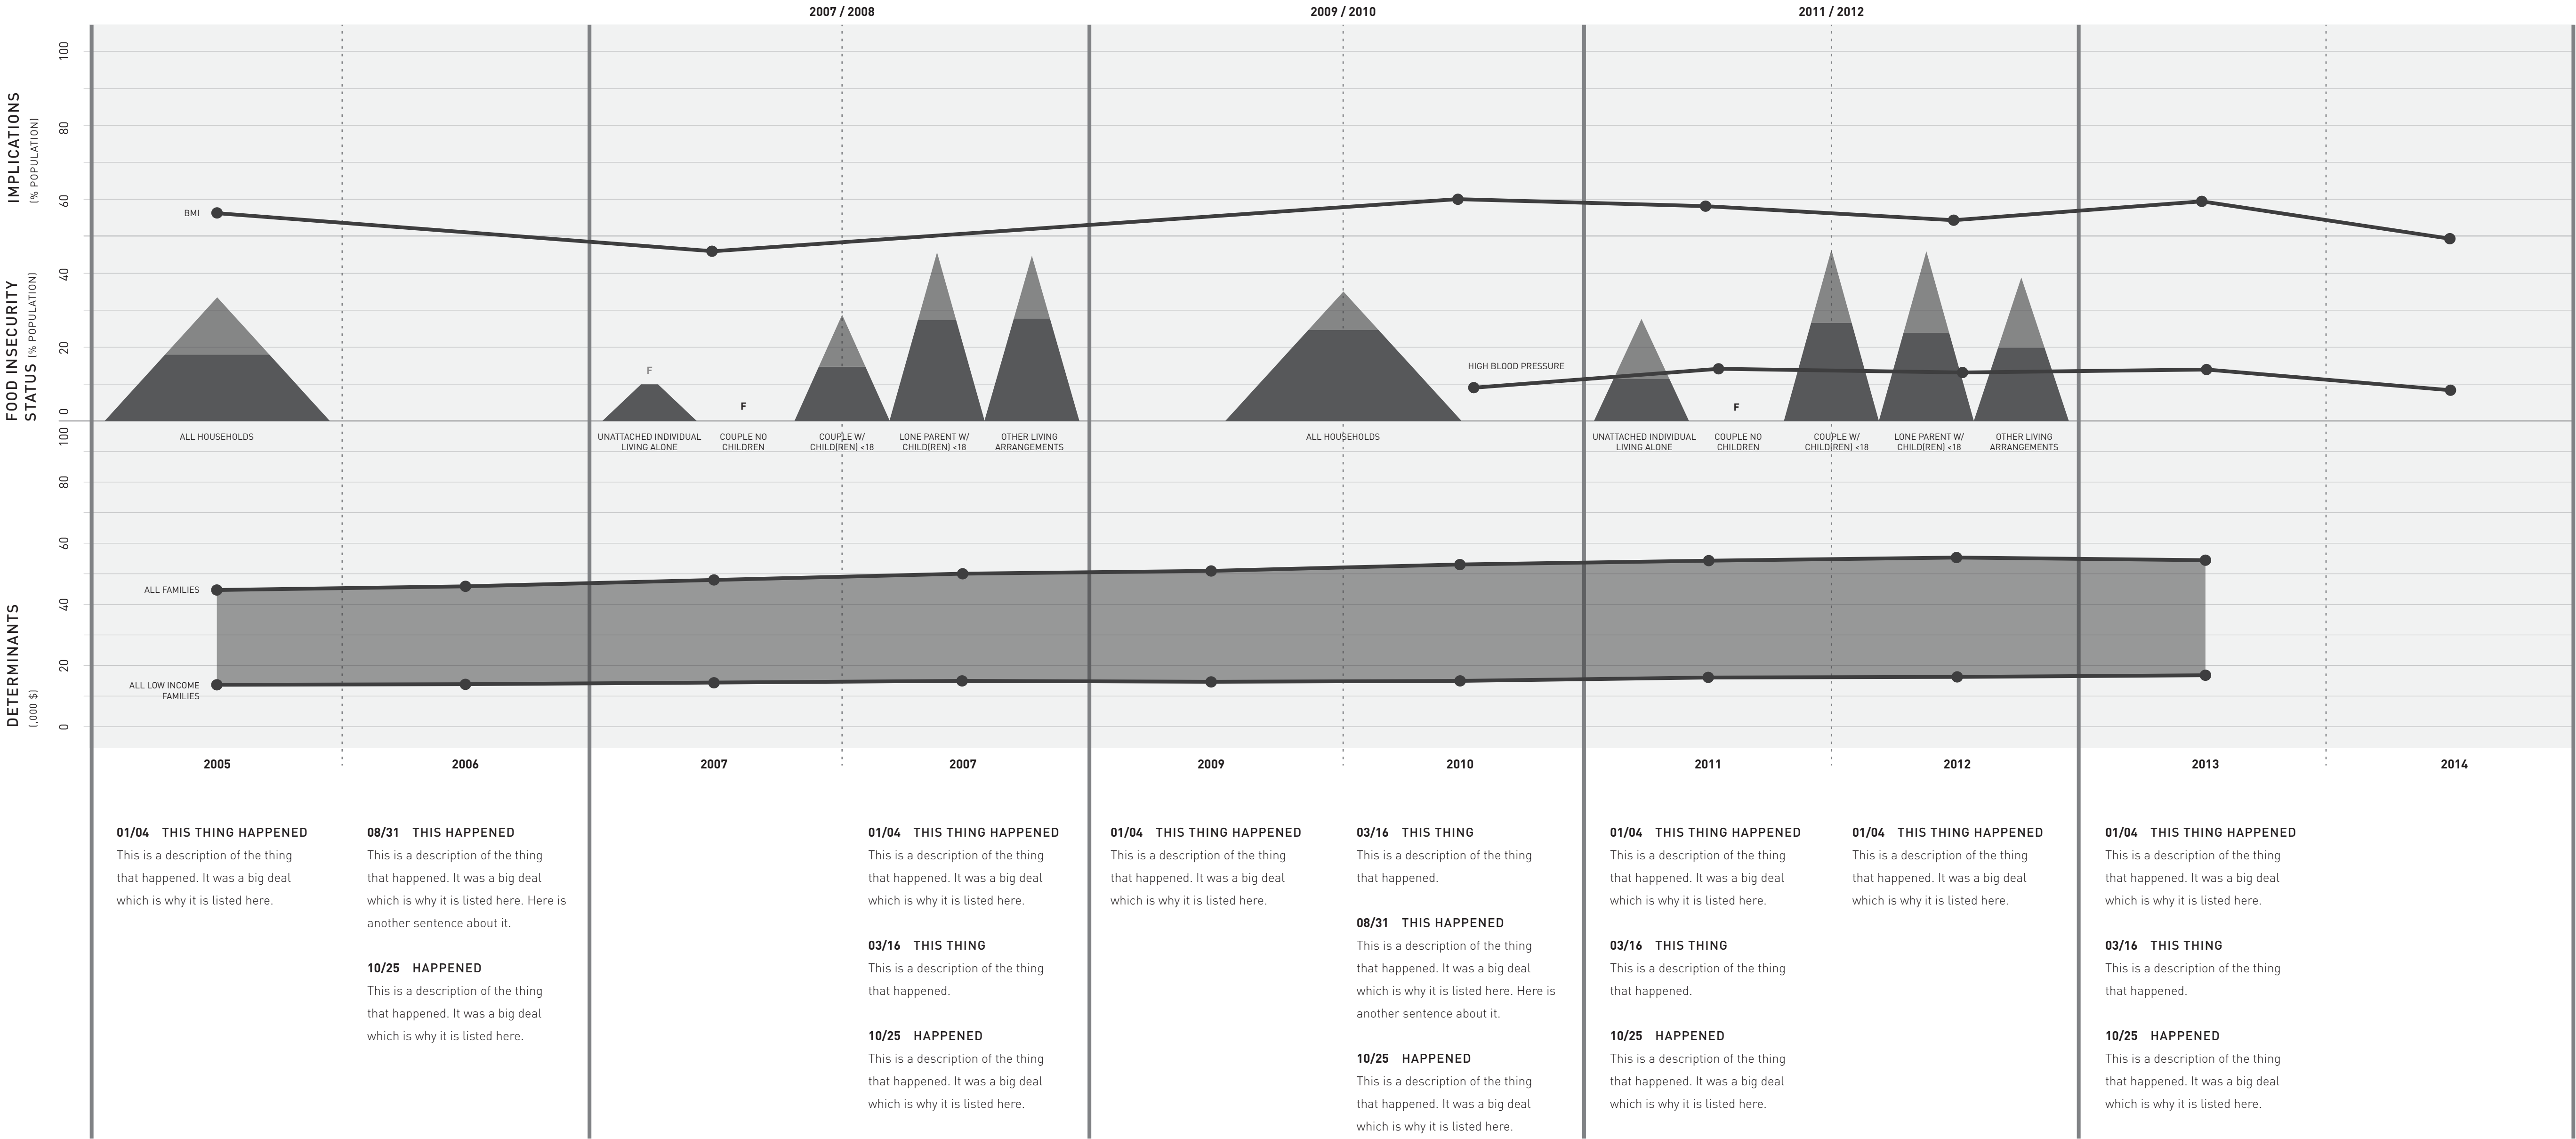 2007 / 2008
2009 / 2010
2011 / 2012
IMPLICATIONS
(% POPULATION)
100
80
60
40
20
0
FOOD INSECURITY
STATUS (% POPULATION)
BMI
HIGH BLOOD PRESSURE
F
F
F
ALL HOUSEHOLDS
UNATTACHED INDIVIDUAL
LIVING ALONE
COUPLE NO
CHILDREN
COUPLE W/
CHILD(REN) <18
LONE PARENT W/
CHILD(REN) <18
OTHER LIVING
ARRANGEMENTS
ALL HOUSEHOLDS
UNATTACHED INDIVIDUAL
LIVING ALONE
COUPLE NO
CHILDREN
COUPLE W/
CHILD(REN) <18
LONE PARENT W/
CHILD(REN) <18
OTHER LIVING
ARRANGEMENTS
DETERMINANTS
(,000 $)
100
80
60
40
20
0
ALL FAMILIES
ALL LOW INCOME
FAMILIES
2005
2006
2007
2007
2009
2010
2011
2012
2013
2014
01/04 THIS THING HAPPENED
This is a description of the thing
that happened. It was a big deal
which is why it is listed here.
08/31 THIS HAPPENED
This is a description of the thing
that happened. It was a big deal
which is why it is listed here. Here is
another sentence about it.
10/25 HAPPENED
This is a description of the thing
that happened. It was a big deal
which is why it is listed here.
01/04 THIS THING HAPPENED
This is a description of the thing
that happened. It was a big deal
which is why it is listed here.
03/16 THIS THING
This is a description of the thing
that happened.
10/25 HAPPENED
This is a description of the thing
that happened. It was a big deal
which is why it is listed here.
01/04 THIS THING HAPPENED
This is a description of the thing
that happened. It was a big deal
which is why it is listed here.
03/16 THIS THING
This is a description of the thing
that happened.
08/31 THIS HAPPENED
This is a description of the thing
that happened. It was a big deal
which is why it is listed here. Here is
another sentence about it.
10/25 HAPPENED
This is a description of the thing
that happened. It was a big deal
which is why it is listed here.
01/04 THIS THING HAPPENED
This is a description of the thing
that happened. It was a big deal
which is why it is listed here.
03/16 THIS THING
This is a description of the thing
that happened.
10/25 HAPPENED
This is a description of the thing
that happened. It was a big deal
which is why it is listed here.
01/04 THIS THING HAPPENED
This is a description of the thing
that happened. It was a big deal
which is why it is listed here.
01/04 THIS THING HAPPENED
This is a description of the thing
that happened. It was a big deal
which is why it is listed here.
03/16 THIS THING
This is a description of the thing
that happened.
10/25 HAPPENED
This is a description of the thing
that happened. It was a big deal
which is why it is listed here.